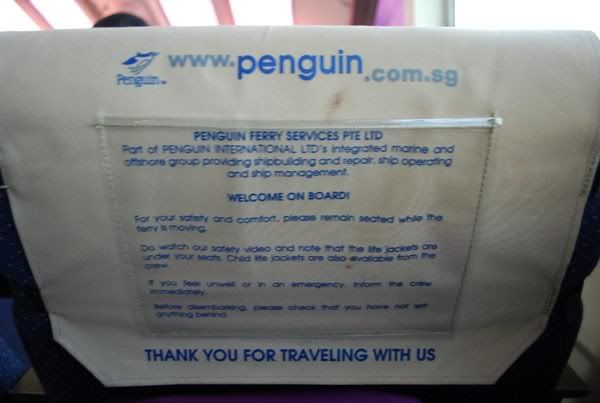 Penguin™ www.penguin.com.sg
PENGUIN FERRY SERVICES PTE LTD
Part of PENGUIN INTERNATIONAL LTD's integrated marine and
offshore group providing shipbuilding and repair, ship operating
and ship management.
WELCOME ON BOARD!
For your safety and comfort, please remain seated while the
ferry is moving.
Do watch our safety video and note that the life jackets are
under your seats. Child life jackets are also available from the
crew.
If you feel unwell or in an emergency, inform the crew
immediately.
Before disembarking, please check that you have not left
anything behind.
THANK YOU FOR TRAVELING WITH US